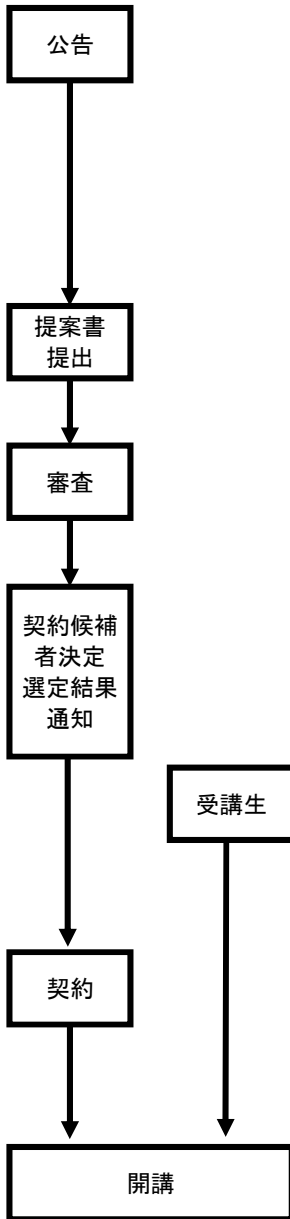 公告
提案書
提出
審査
契約候補
者決定
選定結果
通知
受講生
契約
開講